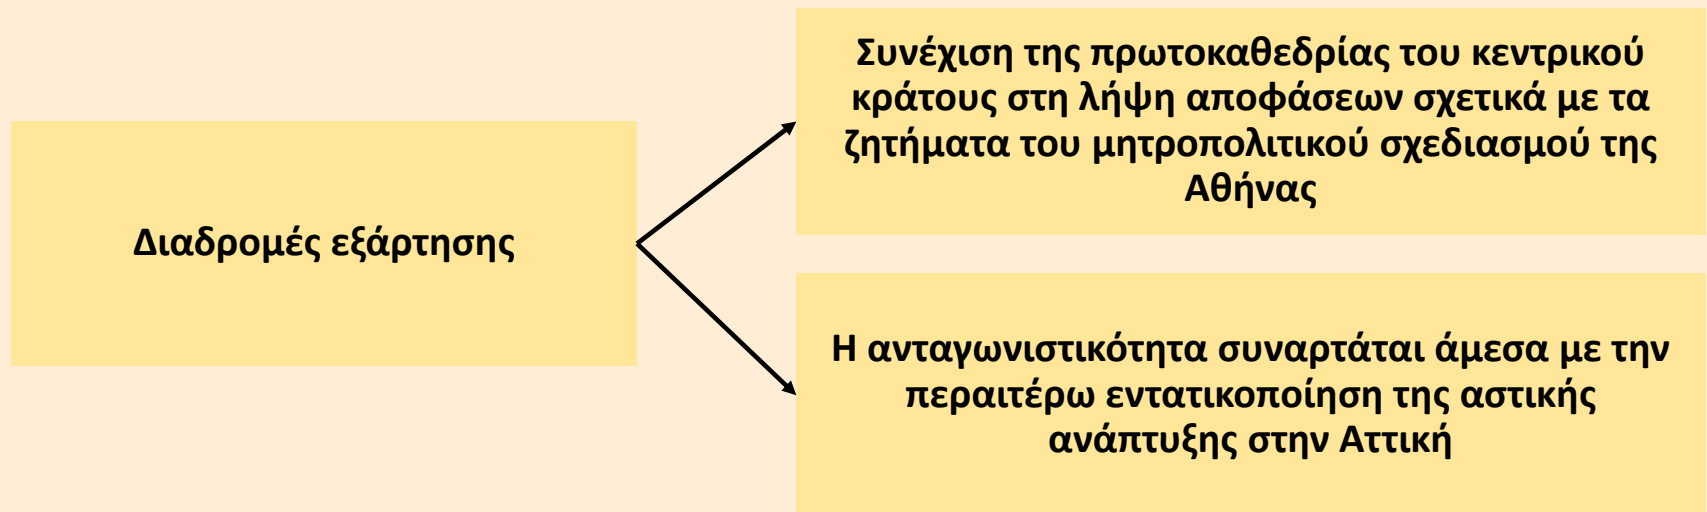 Διαδρομές εξάρτησης
Συνέχιση της πρωτοκαθεδρίας του κεντρικού
κράτους στη λήψη αποφάσεων σχετικά με τα
ζητήματα του μητροπολιτικού σχεδιασμού της
Αθήνας
Η ανταγωνιστικότητα συναρτάται άμεσα με την
περαιτέρω εντατικοποίηση της αστικής
ανάπτυξης στην Αττική